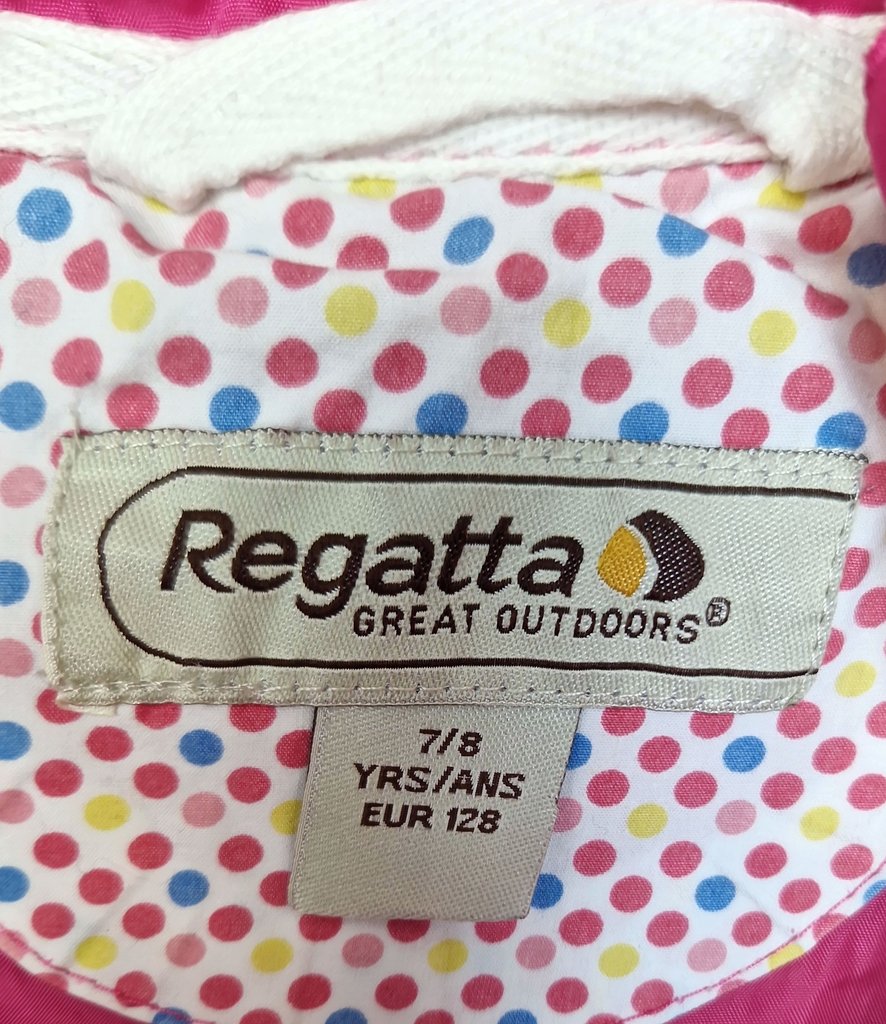 Regatta
GREAT OUTDOORS®
7/8
YRS/ANS
EUR 128